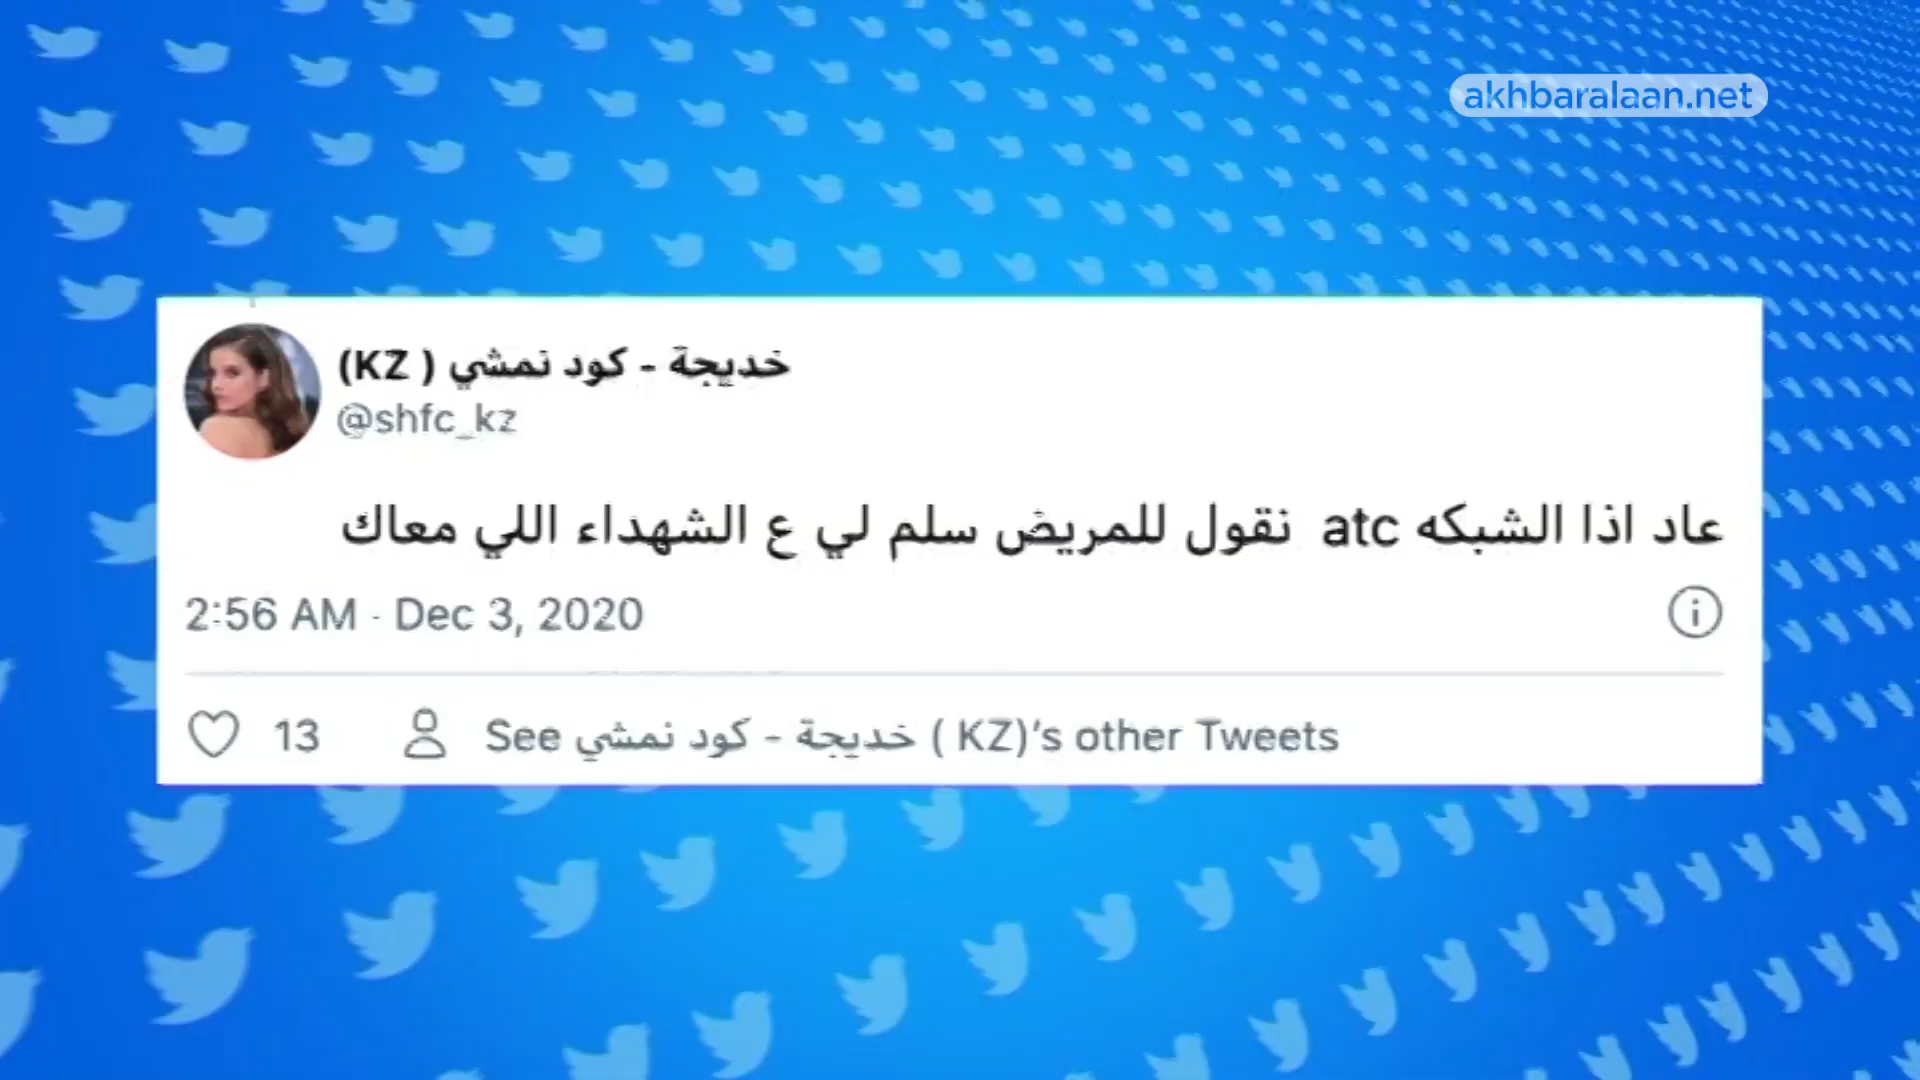 akhbaralaan.net
خديجة - كود نمشي ( KZ)
@shfc_kz
عاد اذا الشبكه atc نقول للمريض سلم لي ع الشهداء اللي معاك
2:56 AM · Dec 3, 2020
13
See خديجة - كود نمشي ( KZ)'s other Tweets